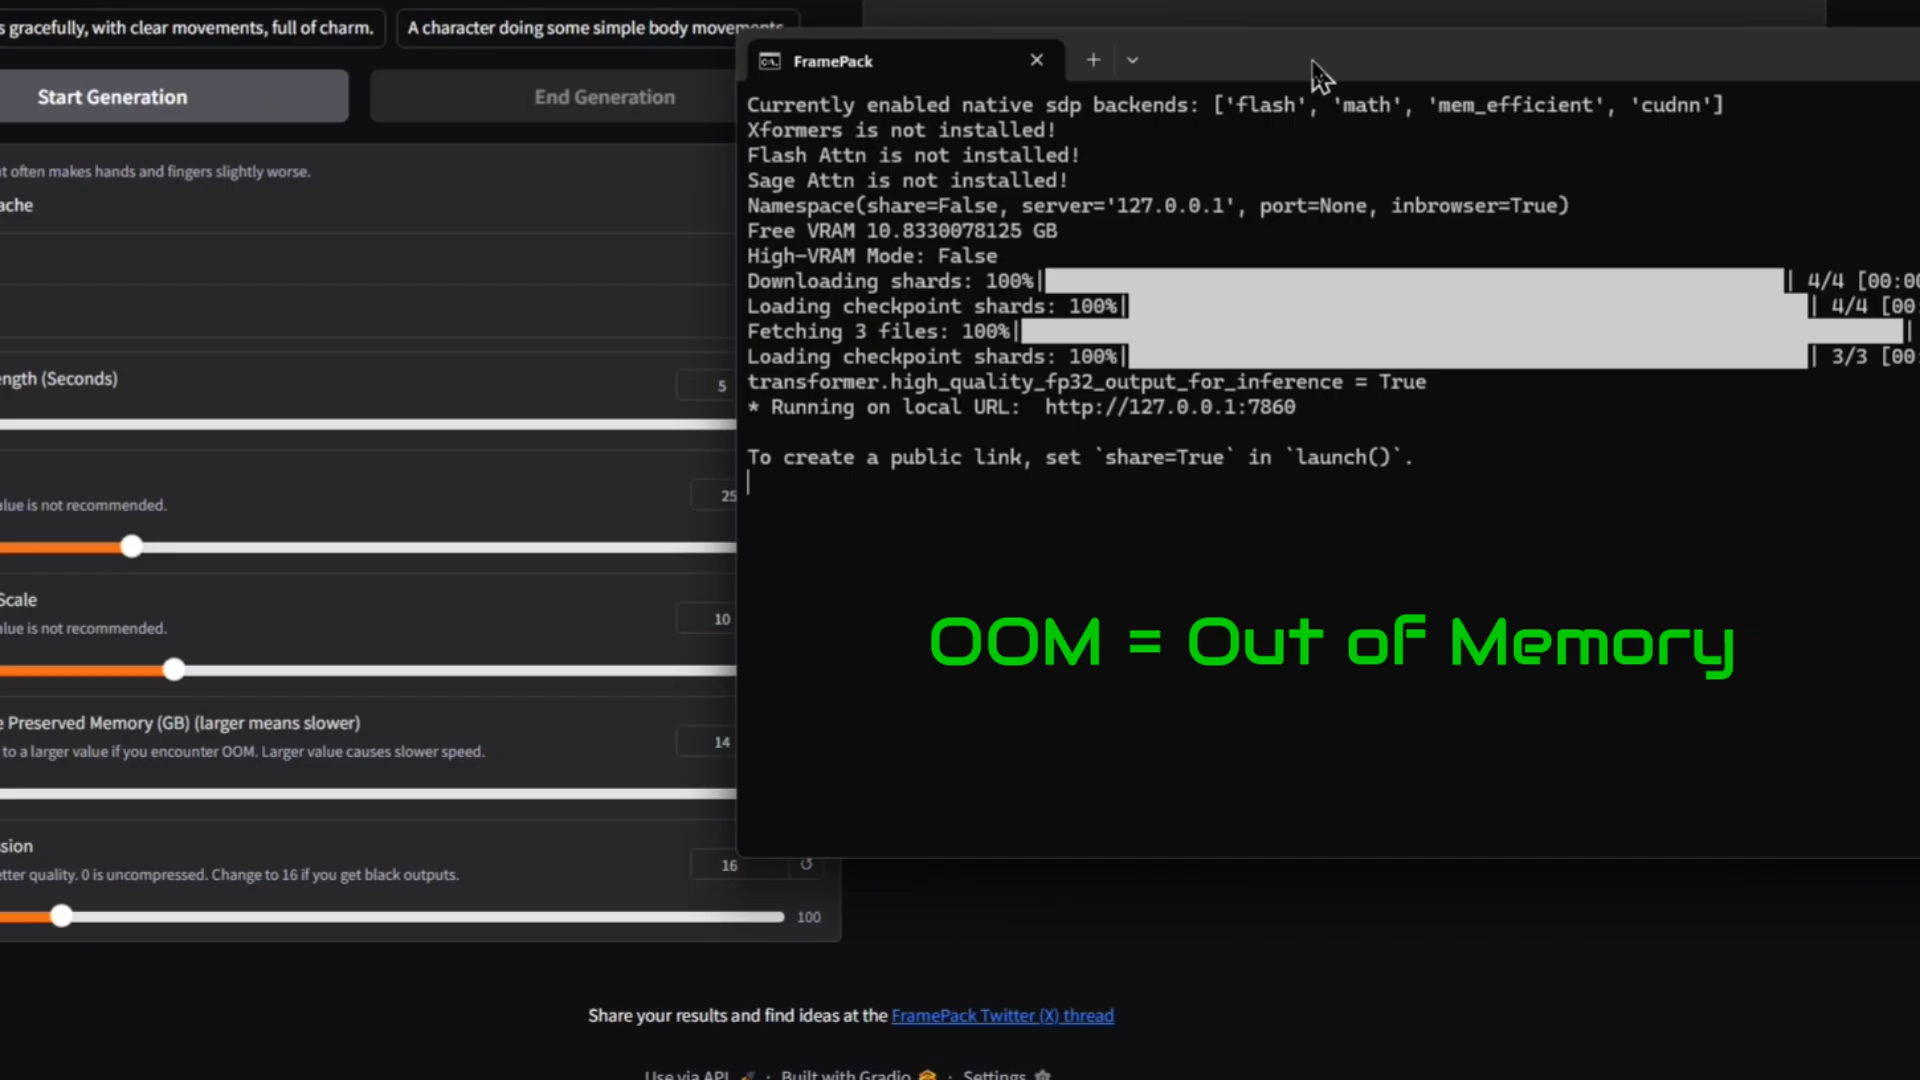 s gracefully, with clear movements, full of charm.
A character doing some simple body movements.
Start Generation
End Generation
t often makes hands and fingers slightly worse.
ache
ength (Seconds)
5
25
alue is not recommended.
Scale
10
alue is not recommended.
e Preserved Memory (GB) (larger means slower)
14
to a larger value if you encounter OOM. Larger value causes slower speed.
sion
16
etter quality. 0 is uncompressed. Change to 16 if you get black outputs.
100
Share your results and find ideas at the FramePack Twitter (X) thread
Use via API · Built with Gradio · Settings
FramePack
Currently enabled native sdp backends: ['flash', 'math', 'mem_efficient', 'cudnn']
Xformers is not installed!
Flash Attn is not installed!
Sage Attn is not installed!
Namespace(share=False, server='127.0.0.1', port=None, inbrowser=True)
Free VRAM 10.8330078125 GB
High-VRAM Mode: False
Downloading shards: 100%| | 4/4 [00:00
Loading checkpoint shards: 100%| | 4/4 [00:
Fetching 3 files: 100%| |
Loading checkpoint shards: 100%| | 3/3 [00:
transformer.high_quality_fp32_output_for_inference = True
* Running on local URL: http://127.0.0.1:7860
To create a public link, set `share=True` in `launch()`.
OOM = Out of Memory